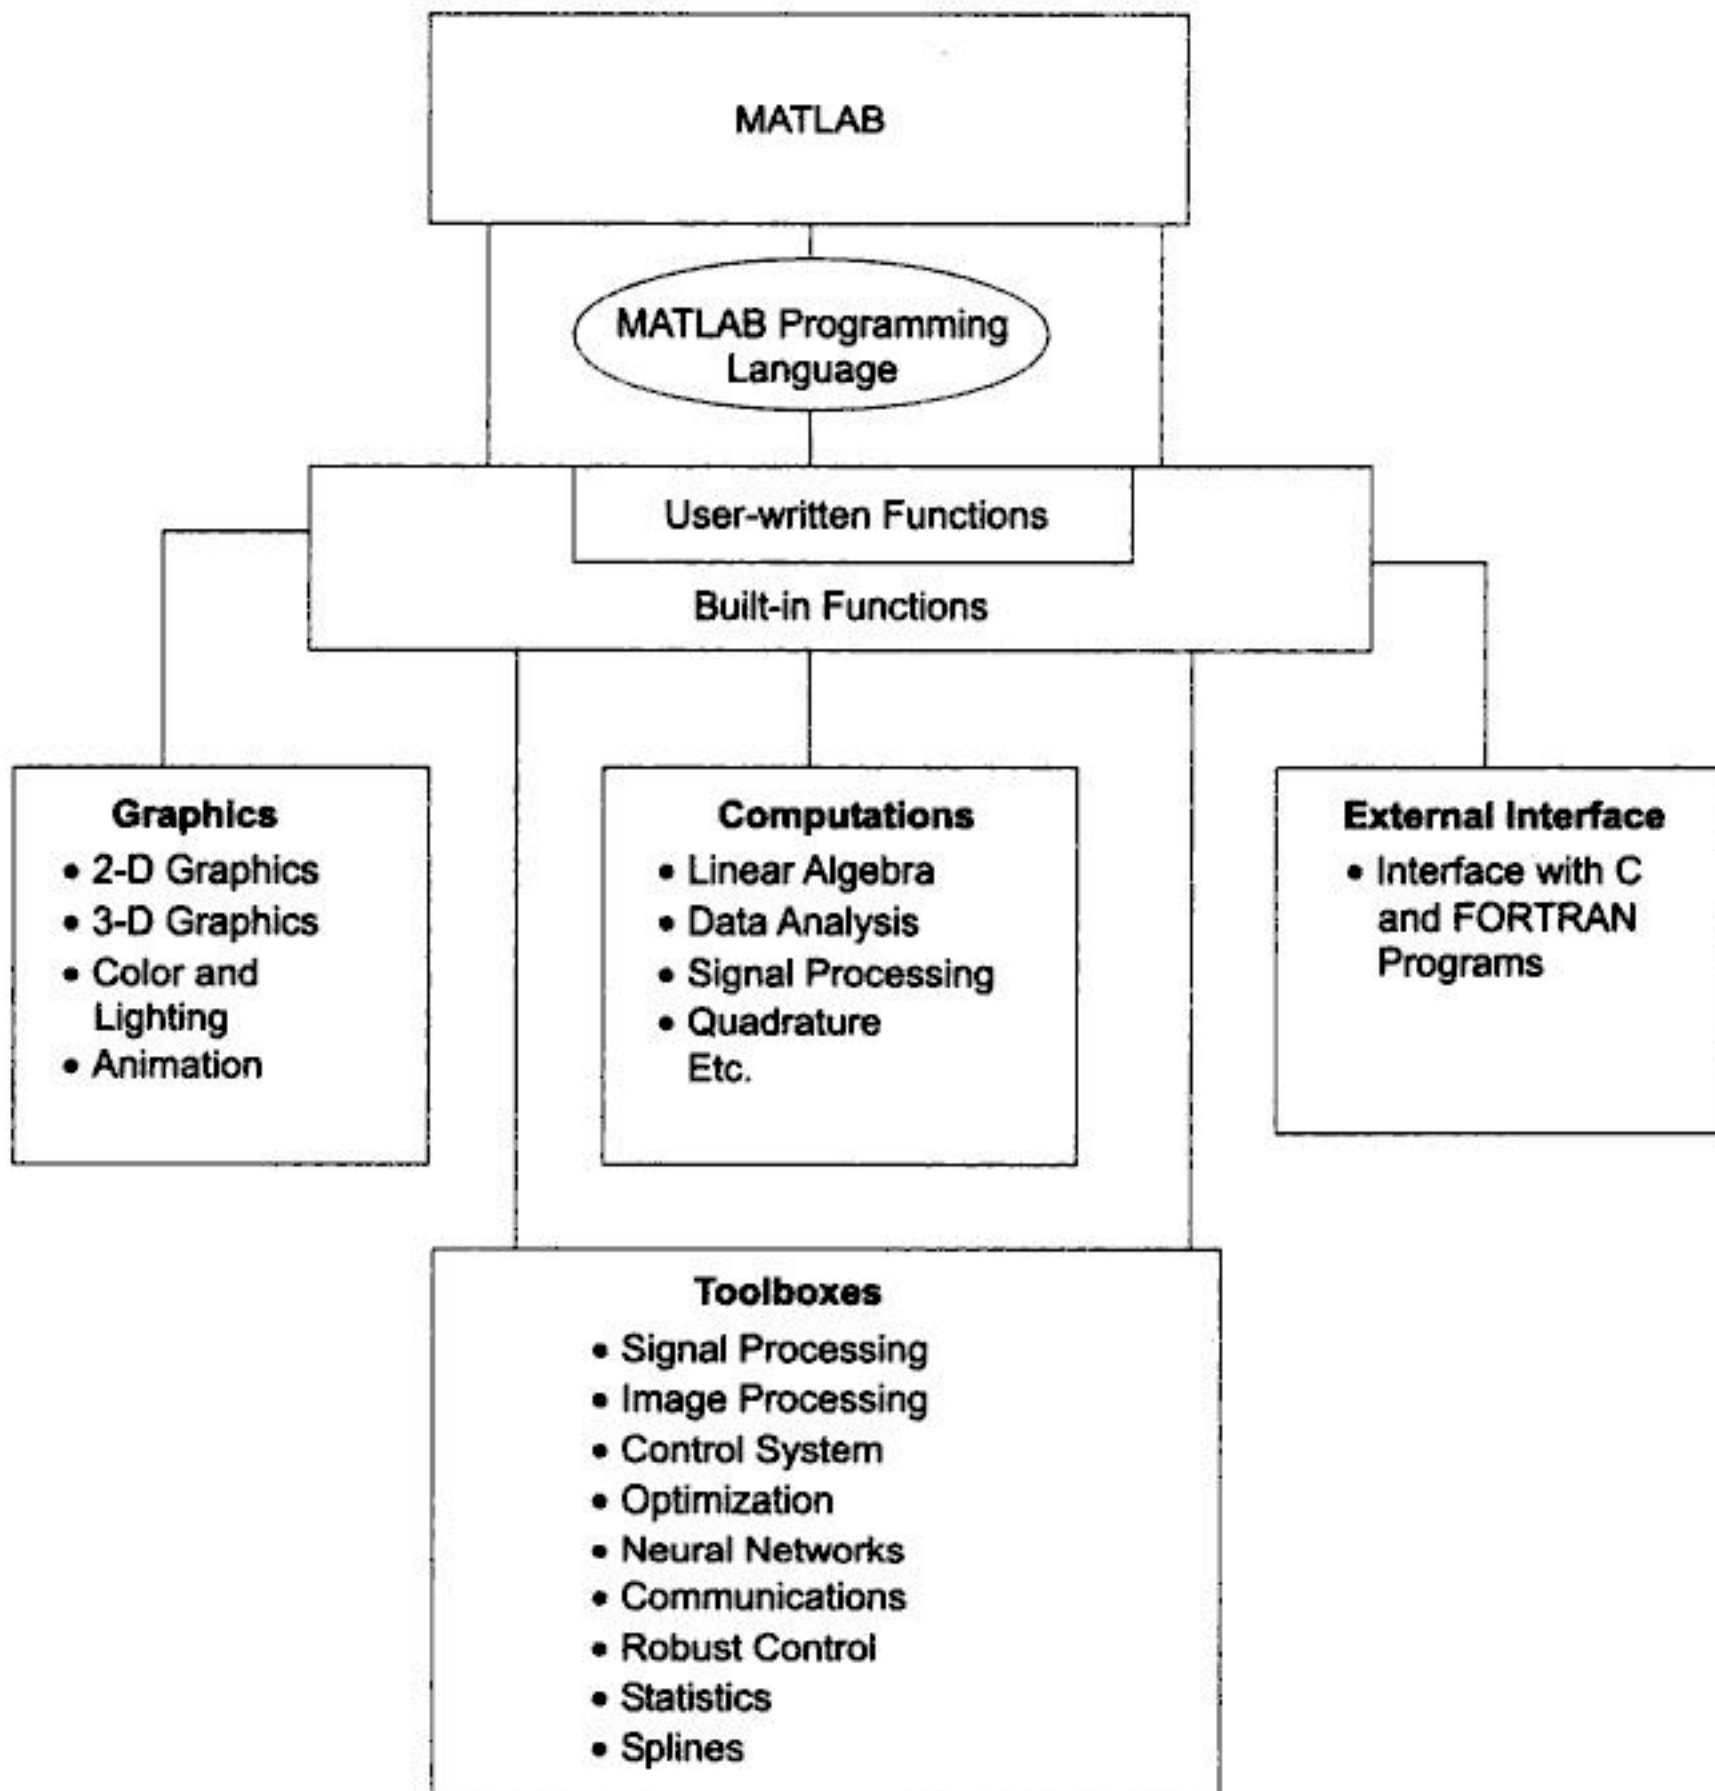 MATLAB
MATLAB Programming
Language
User-written Functions
Built-in Functions
Graphics
• 2-D Graphics
• 3-D Graphics
• Color and
Lighting
• Animation
Computations
• Linear Algebra
• Data Analysis
• Signal Processing
• Quadrature
Etc.
External Interface
• Interface with C
and FORTRAN
Programs
Toolboxes
• Signal Processing
• Image Processing
• Control System
• Optimization
• Neural Networks
• Communications
• Robust Control
• Statistics
• Splines